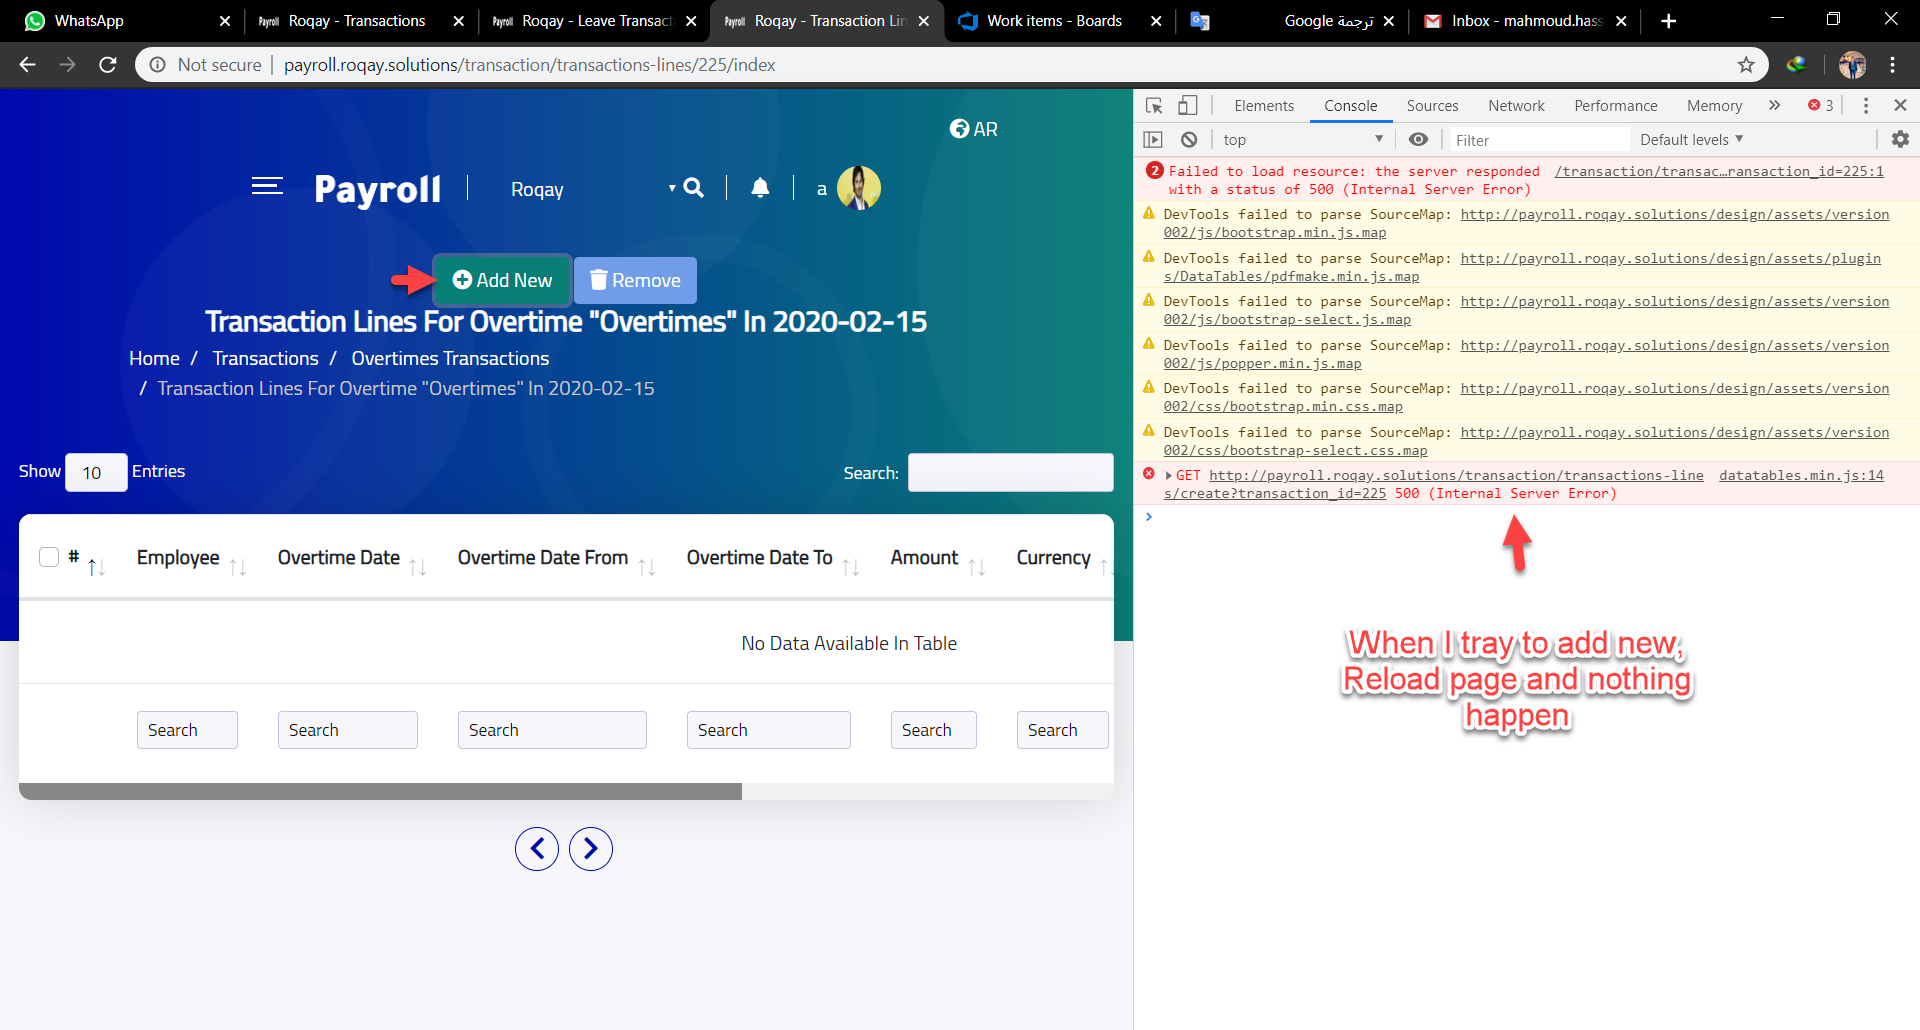 WhatsApp
Payroll Roqay - Transactions
Payroll Roqay - Leave Transact
Payroll Roqay - Transaction Lin
Work items - Boards
ترجمة Google
Inbox - mahmoud.hass
Not secure
payroll.roqay.solutions/transaction/transactions-lines/225/index
AR
Payroll
Roqay
a
Add New
Remove
Transaction Lines For Overtime "Overtimes" In 2020-02-15
Home / Transactions / Overtimes Transactions
/ Transaction Lines For Overtime "Overtimes" In 2020-02-15
Show 10 Entries
Search:
# Employee Overtime Date Overtime Date From Overtime Date To Amount Currency
No Data Available In Table
Search Search Search Search Search Search
Elements Console Sources Network Performance Memory 3
top Filter Default levels
2 Failed to load resource: the server responded /transaction/transac…ransaction_id=225:1
with a status of 500 (Internal Server Error)
DevTools failed to parse SourceMap: http://payroll.roqay.solutions/design/assets/version
002/js/bootstrap.min.js.map
DevTools failed to parse SourceMap: http://payroll.roqay.solutions/design/assets/plugin
s/DataTables/pdfmake.min.js.map
DevTools failed to parse SourceMap: http://payroll.roqay.solutions/design/assets/version
002/js/bootstrap-select.js.map
DevTools failed to parse SourceMap: http://payroll.roqay.solutions/design/assets/version
002/js/popper.min.js.map
DevTools failed to parse SourceMap: http://payroll.roqay.solutions/design/assets/version
002/css/bootstrap.min.css.map
DevTools failed to parse SourceMap: http://payroll.roqay.solutions/design/assets/version
002/css/bootstrap-select.css.map
GET http://payroll.roqay.solutions/transaction/transactions-line datatables.min.js:14
s/create?transaction_id=225 500 (Internal Server Error)
When I tray to add new,
Reload page and nothing
happen